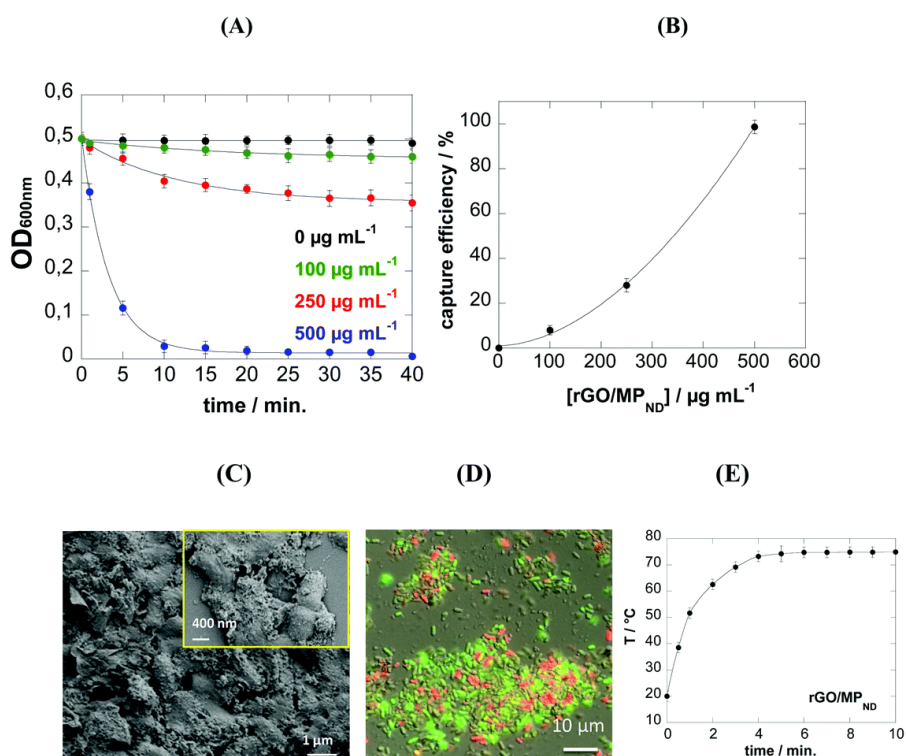 (A)
(B)
0,6
0,5
0,4
0,3
0,2
0,1
0
OD600nm
0 µg mL⁻¹
100 µg mL⁻¹
250 µg mL⁻¹
500 µg mL⁻¹
0 5 10 15 20 25 30 35 40
time / min.
100
80
60
40
20
0
capture efficiency / %
0 100 200 300 400 500 600
[rGO/MPND] / µg mL⁻¹
(C)
(D)
(E)
400 nm
1 µm
10 µm
80
70
60
50
40
30
20
10
T / °C
rGO/MPND
0 2 4 6 8 10
time / min.